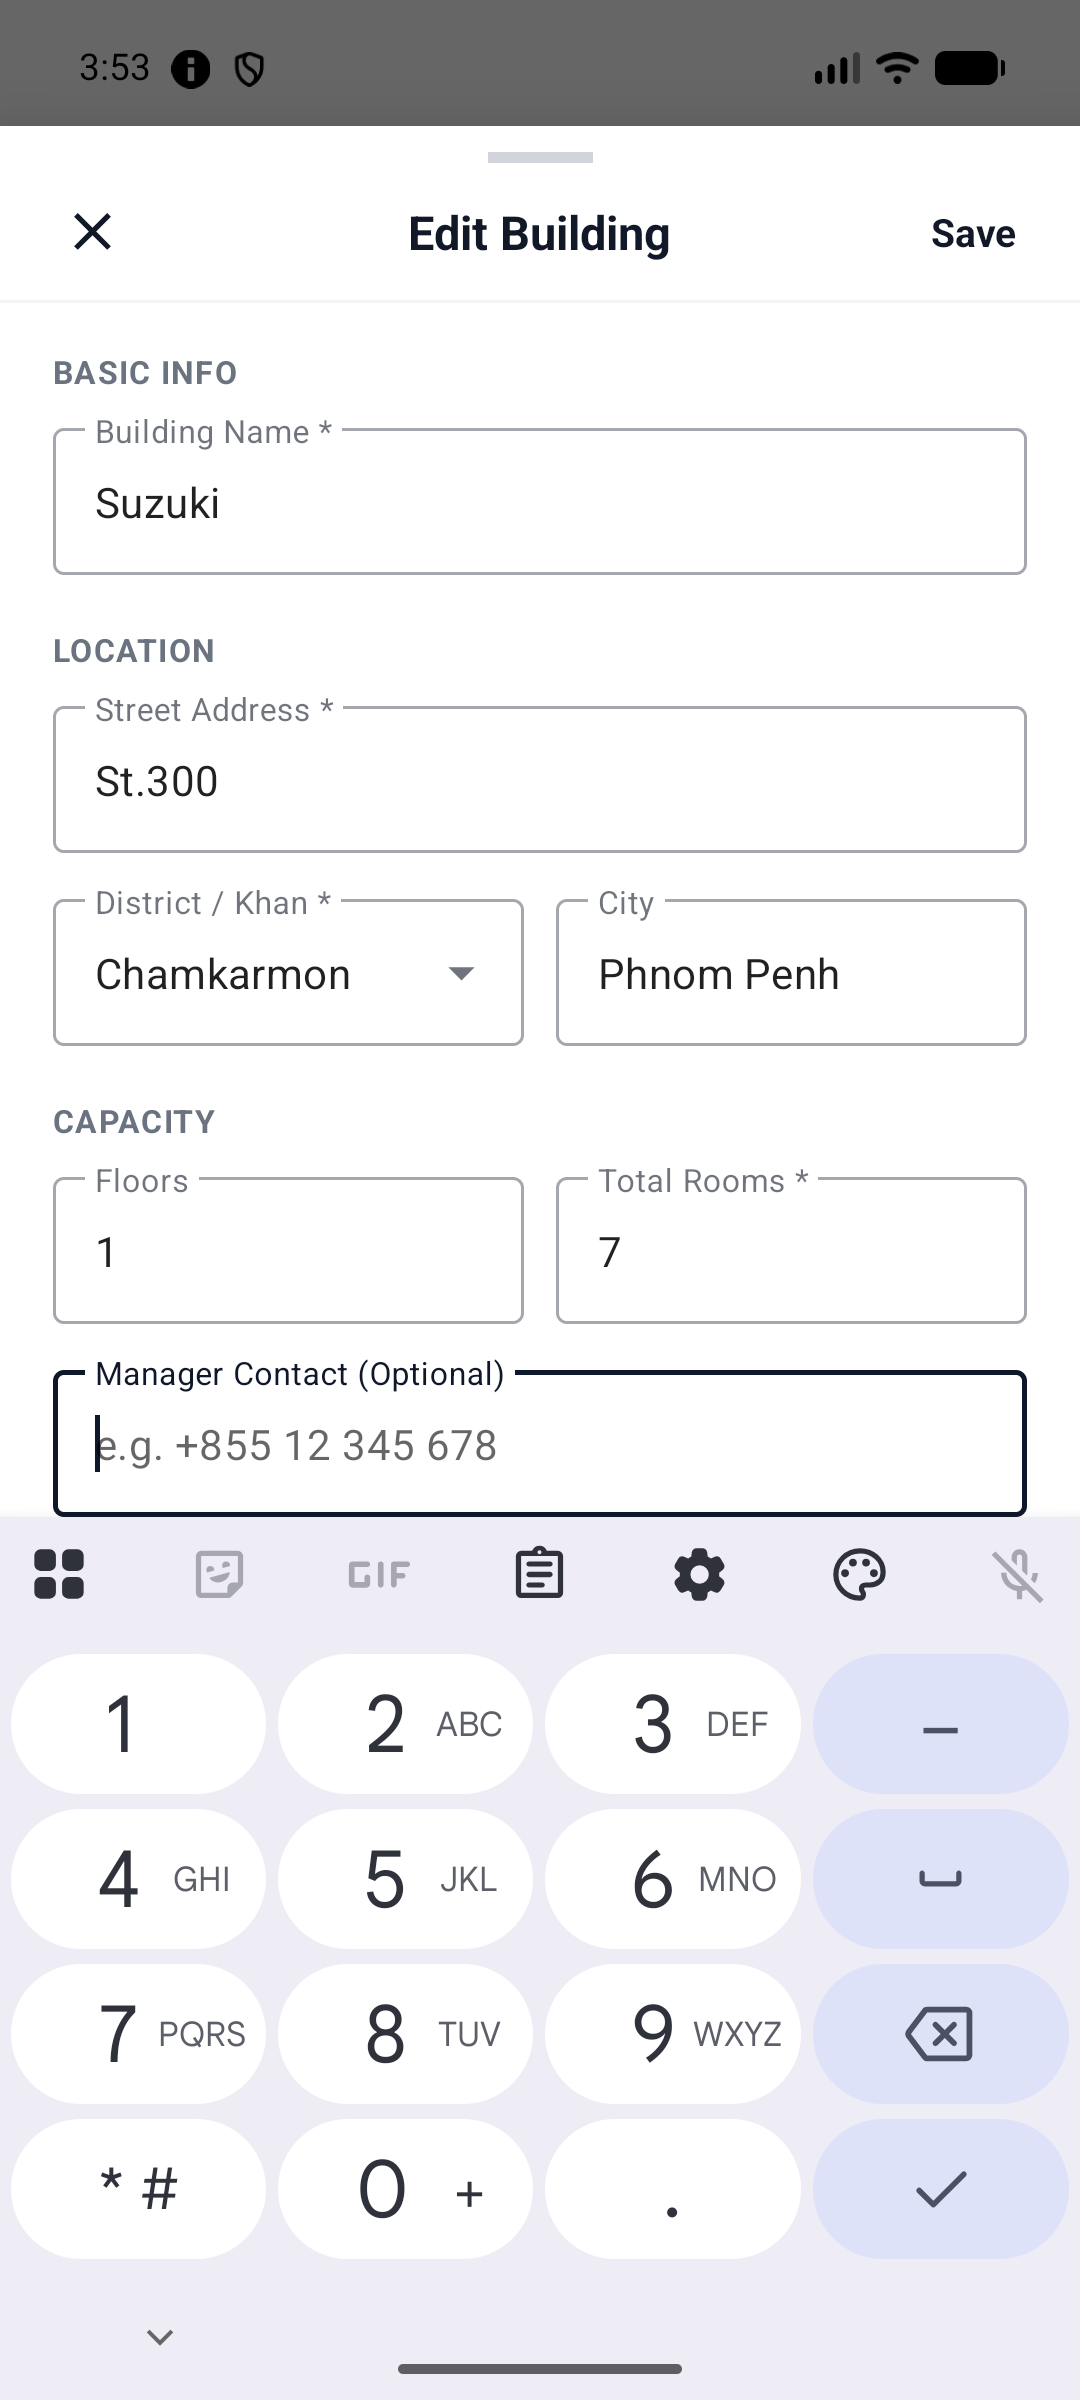 3:53
Edit Building
Save
BASIC INFO
Building Name *
Suzuki
LOCATION
Street Address *
St.300
District / Khan *
City
Chamkarmon
Phnom Penh
CAPACITY
Floors
Total Rooms *
1
7
Manager Contact (Optional)
e.g. +855 12 345 678
GIF
1
2 ABC
3 DEF
–
4 GHI
5 JKL
6 MNO
7 PQRS
8 TUV
9 WXYZ
* #
0 +
.